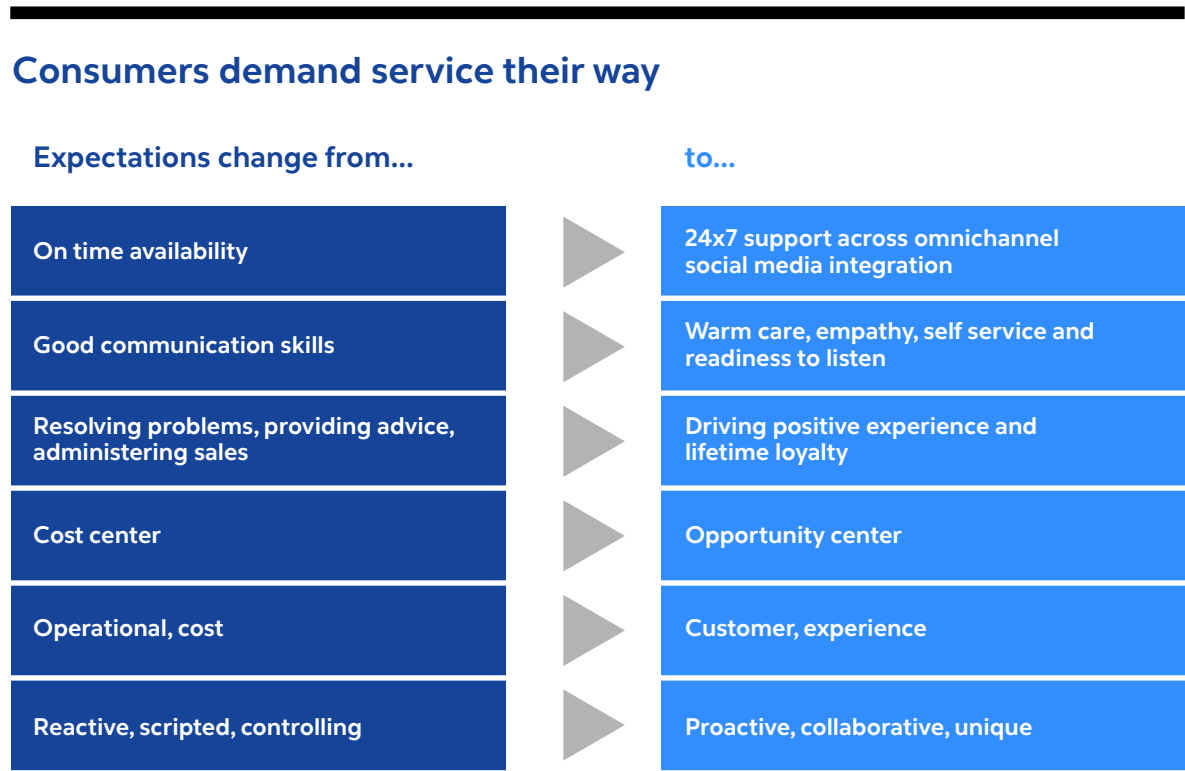 Consumers demand service their way
Expectations change from...
to...
On time availability
24x7 support across omnichannel
social media integration
Good communication skills
Warm care, empathy, self service and
readiness to listen
Resolving problems, providing advice,
administering sales
Driving positive experience and
lifetime loyalty
Cost center
Opportunity center
Operational, cost
Customer, experience
Reactive, scripted, controlling
Proactive, collaborative, unique